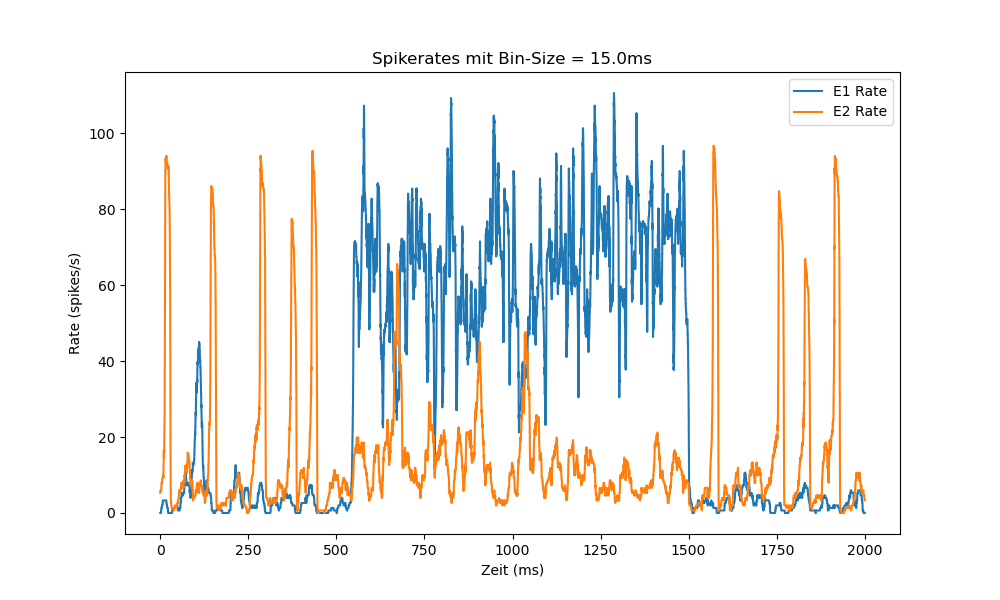 Spikerates mit Bin-Size = 15.0ms
E1 Rate
E2 Rate
Rate (spikes/s)
100
80
60
40
20
0
0 250 500 750 1000 1250 1500 1750 2000
Zeit (ms)